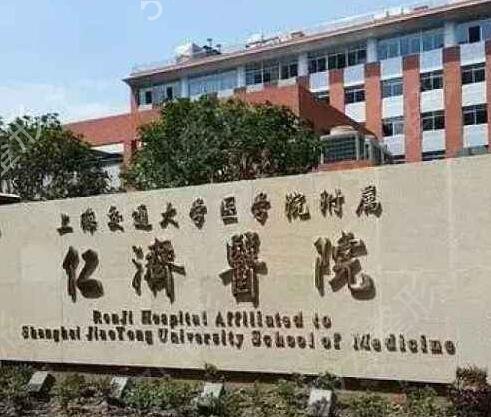 上海交通大学医学院附属
仁濟醫院
RenJi Hospital Affiliated to
Shanghai JiaoTong University School of Medicine